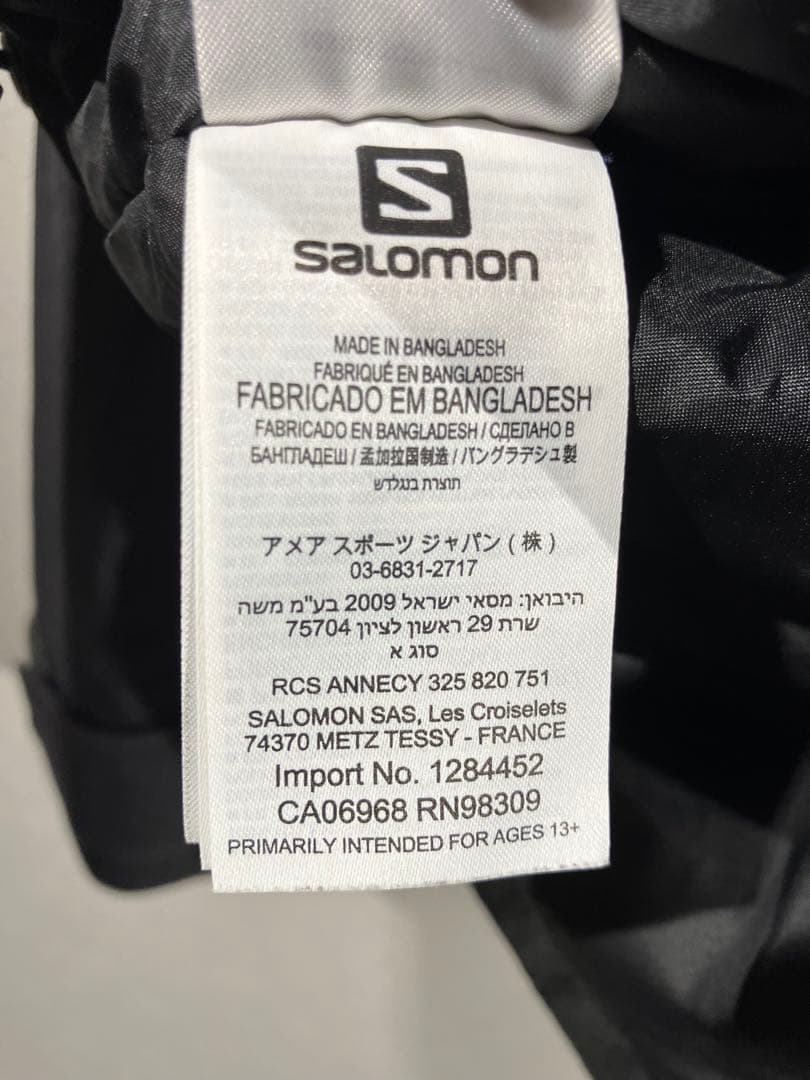 S
salomon
MADE IN BANGLADESH
FABRIQUÉ EN BANGLADESH
FABRICADO EM BANGLADESH
FABRICADO EN BANGLADESH / СДЕЛАНО В
БАНГЛАДЕШ / 孟加拉国制造 / バングラデシュ製
תוצרת בנגלדש
アメア スポーツ ジャパン ( 株 )
03-6831-2717
היבואן: מסאי ישראל 2009 בע"מ משה
שרת 29 ראשון לציון 75704
סוג א
RCS ANNECY 325 820 751
SALOMON SAS, Les Croiselets
74370 METZ TESSY - FRANCE
Import No. 1284452
CA06968 RN98309
PRIMARILY INTENDED FOR AGES 13+